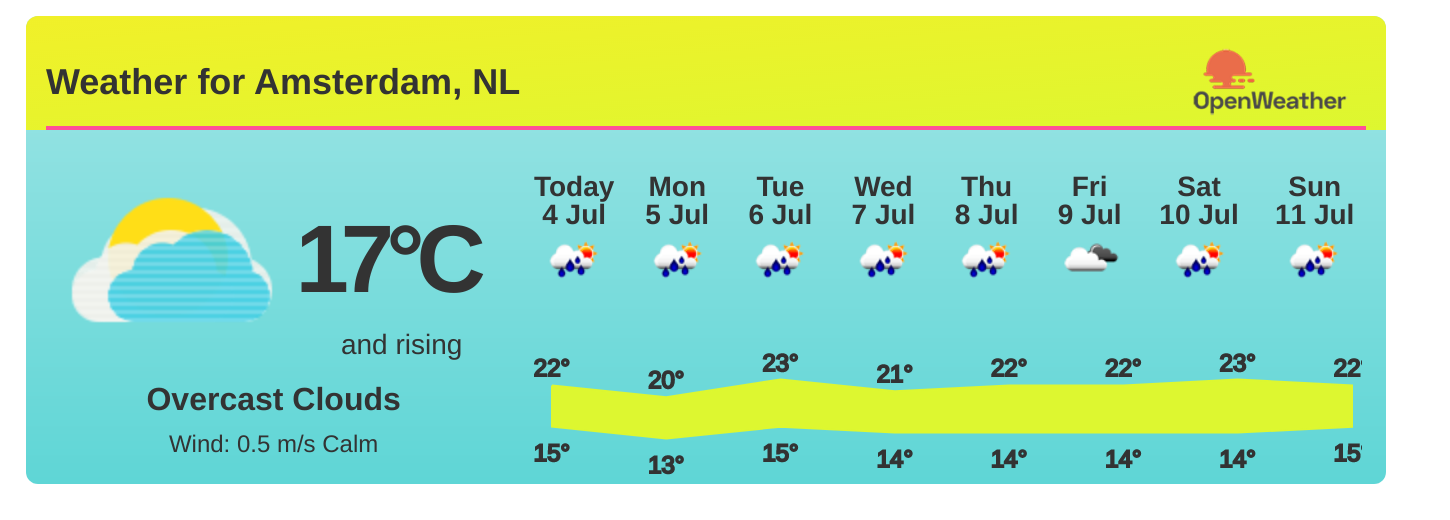 Weather for Amsterdam, NL
OpenWeather
17°C
and rising
Overcast Clouds
Wind: 0.5 m/s Calm
Today Mon Tue Wed Thu Fri Sat Sun
4 Jul 5 Jul 6 Jul 7 Jul 8 Jul 9 Jul 10 Jul 11 Jul
22° 20° 23° 21° 22° 22° 23° 22°
15° 13° 15° 14° 14° 14° 14° 15°